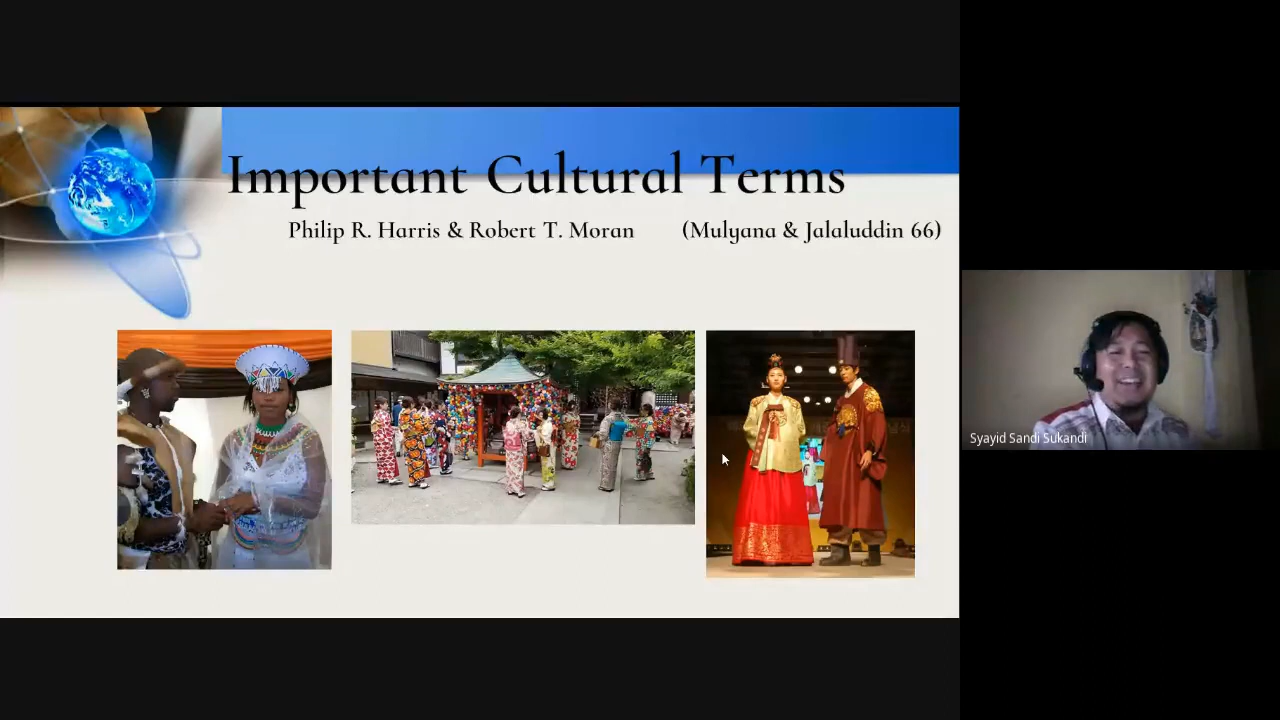 Important Cultural Terms
Philip R. Harris & Robert T. Moran (Mulyana & Jalaluddin 66)
Syayid Sandi Sukandi